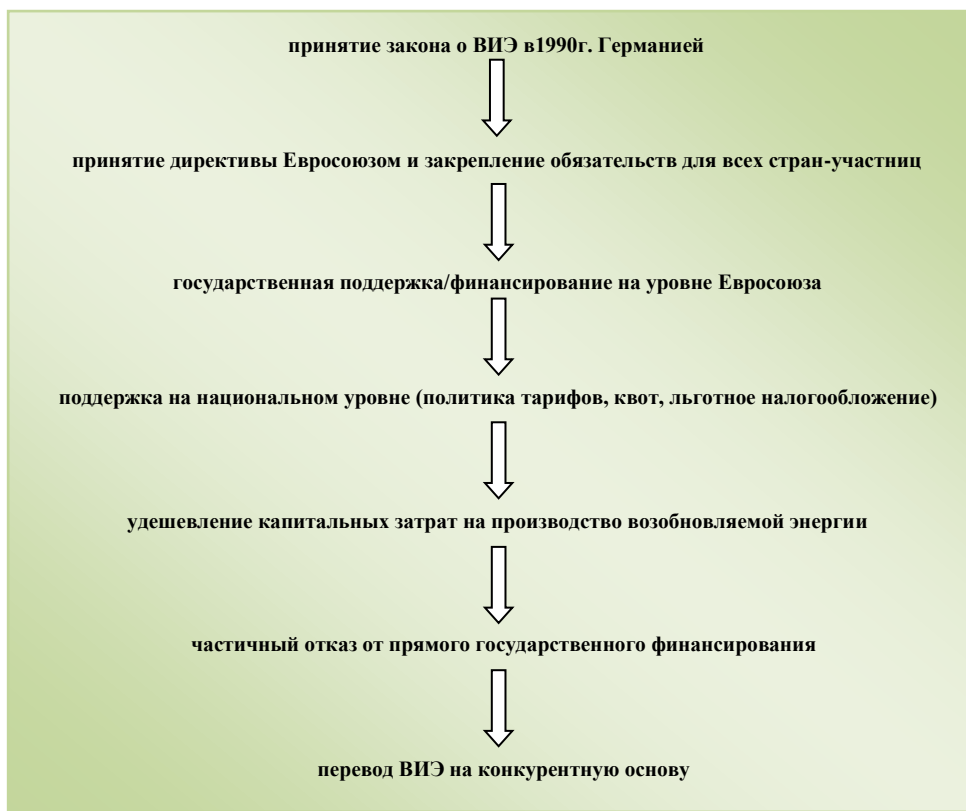 принятие закона о ВИЭ в1990г. Германией
принятие директивы Евросоюзом и закрепление обязательств для всех стран-участниц
государственная поддержка/финансирование на уровне Евросоюза
поддержка на национальном уровне (политика тарифов, квот, льготное налогообложение)
удешевление капитальных затрат на производство возобновляемой энергии
частичный отказ от прямого государственного финансирования
перевод ВИЭ на конкурентную основу